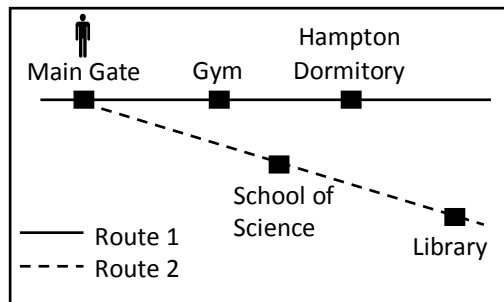 Hampton
Main Gate Gym Dormitory
School of
Science
Route 1
Library
Route 2